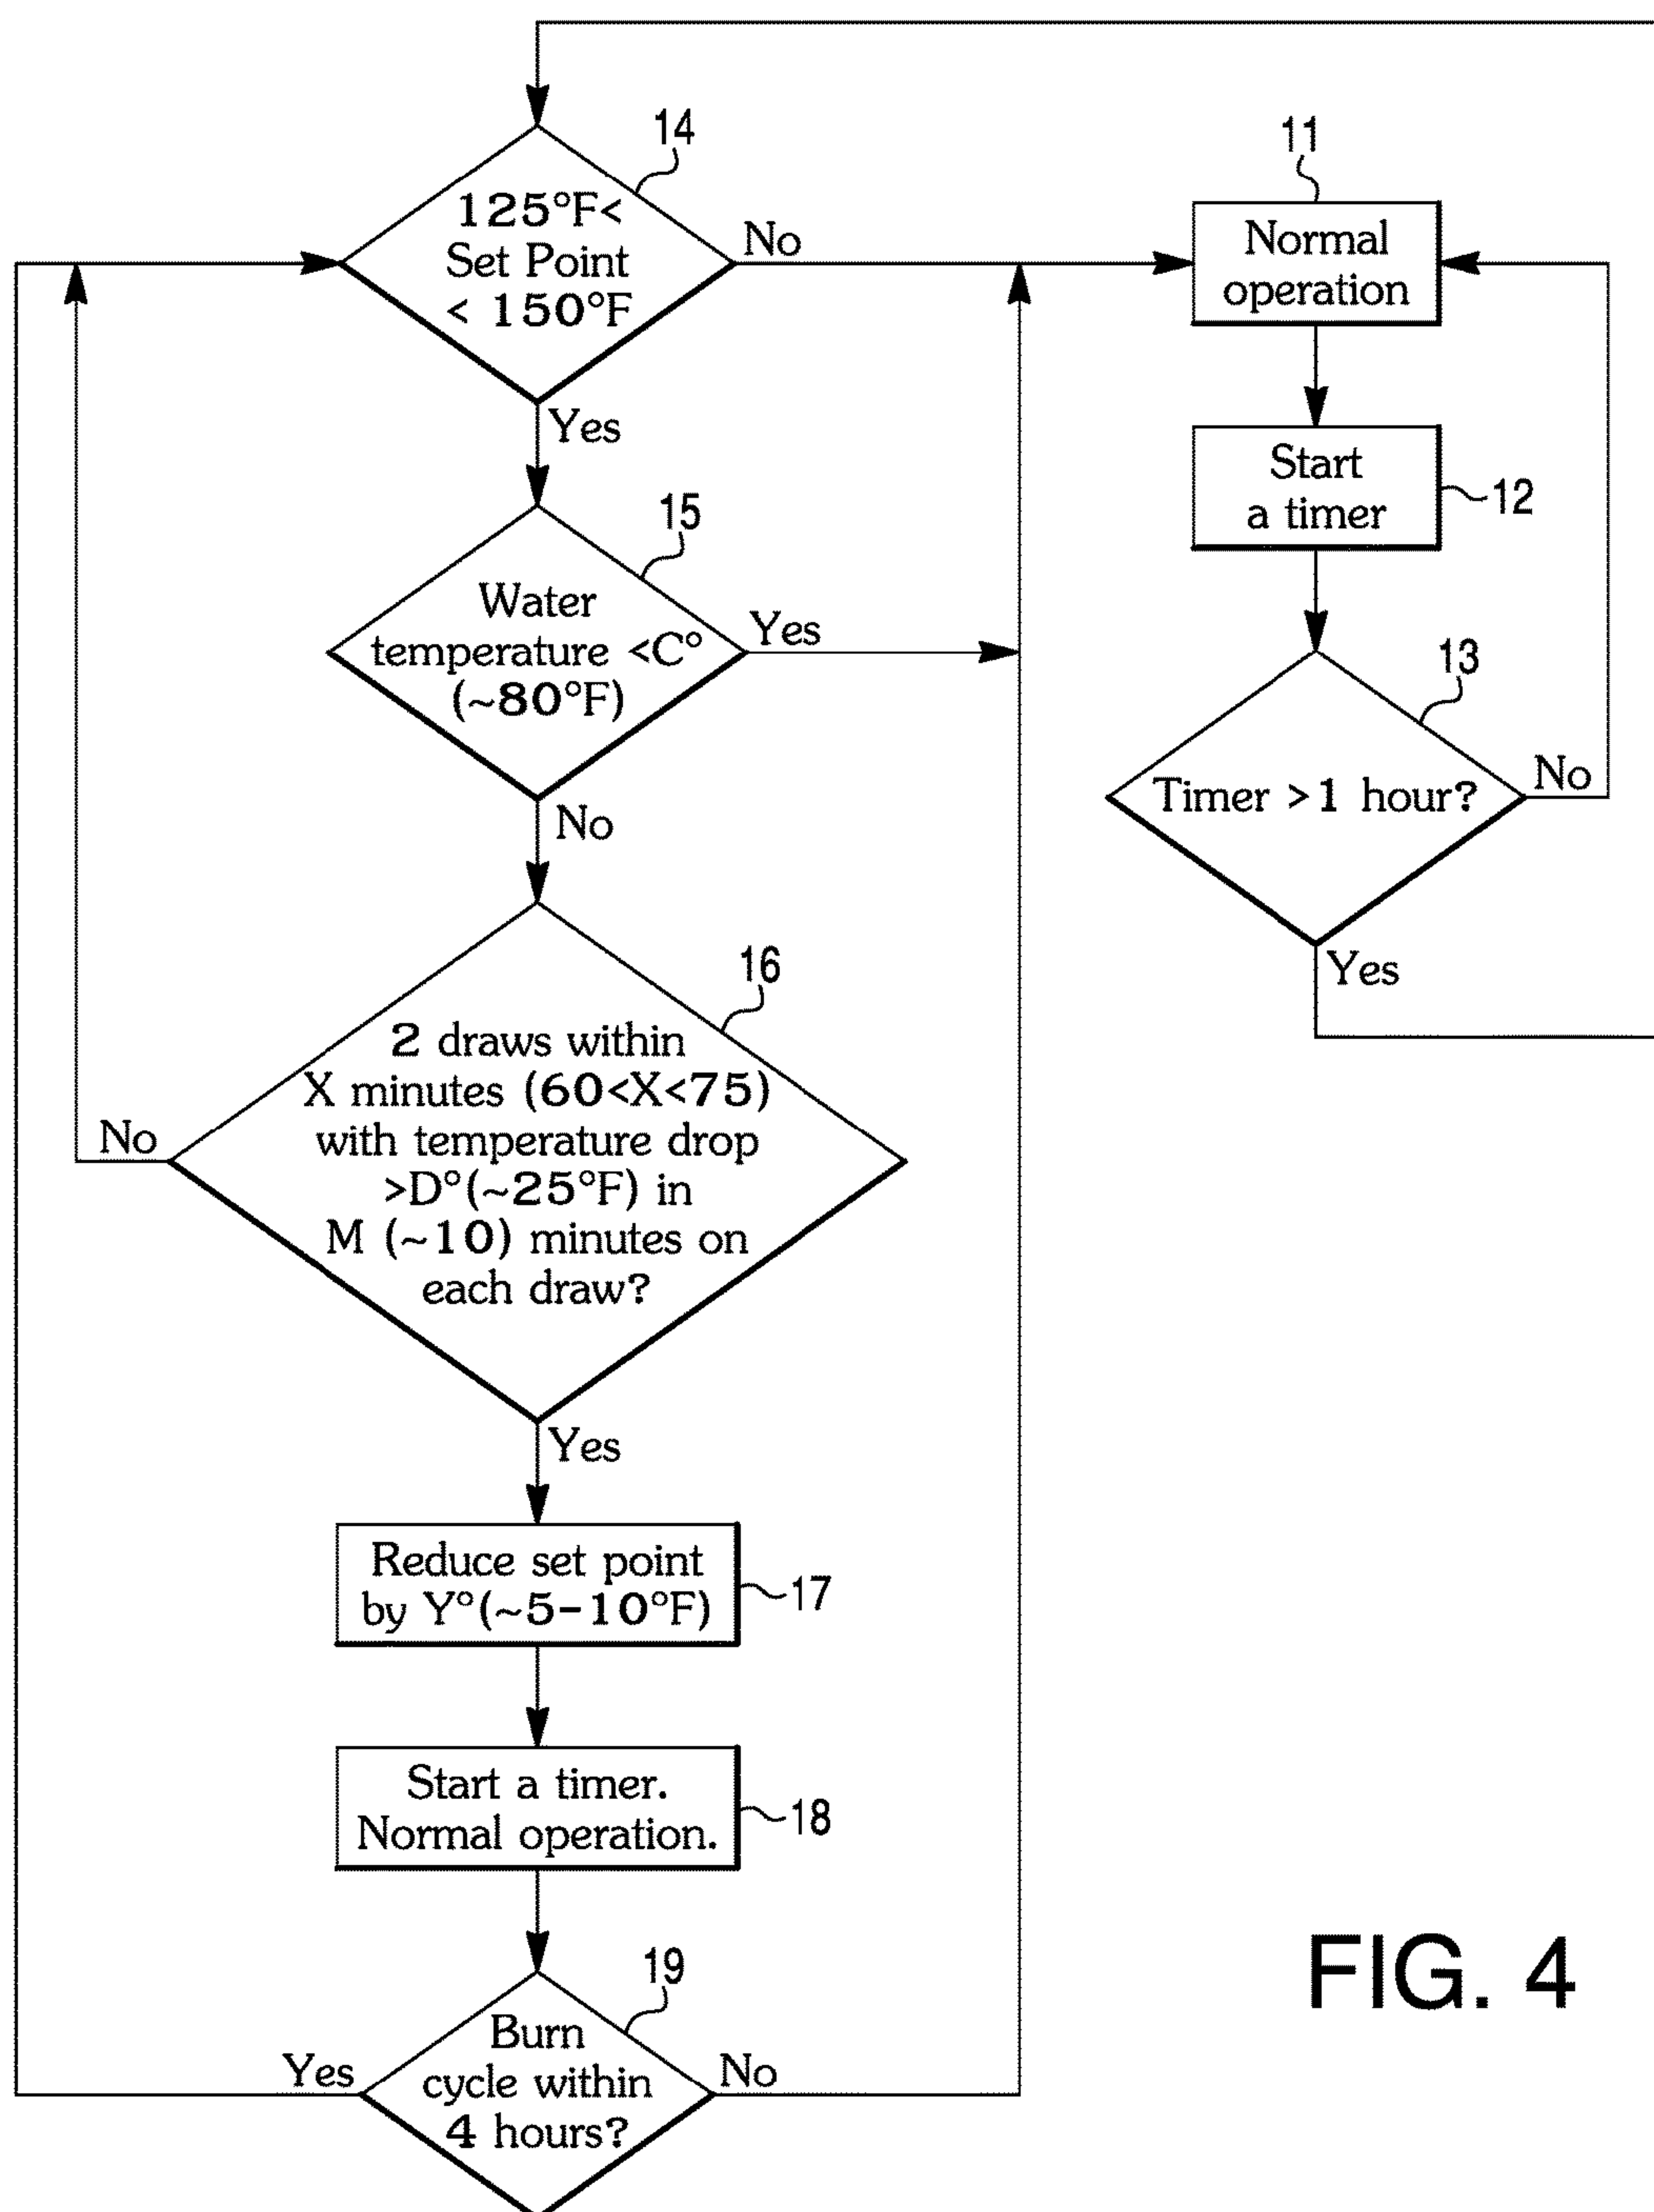 14
125°F<
Set Point
< 150°F
No
Yes
15
Water
temperature <C°
(~80°F)
Yes
No
16
2 draws within
X minutes (60<X<75)
with temperature drop
>D°(~25°F) in
M (~10) minutes on
each draw?
No
Yes
Reduce set point
by Y°(~5-10°F)
17
Start a timer.
Normal operation.
18
19
Burn
cycle within
4 hours?
Yes
No
11
Normal
operation
Start
a timer
12
13
Timer >1 hour?
No
Yes
FIG. 4